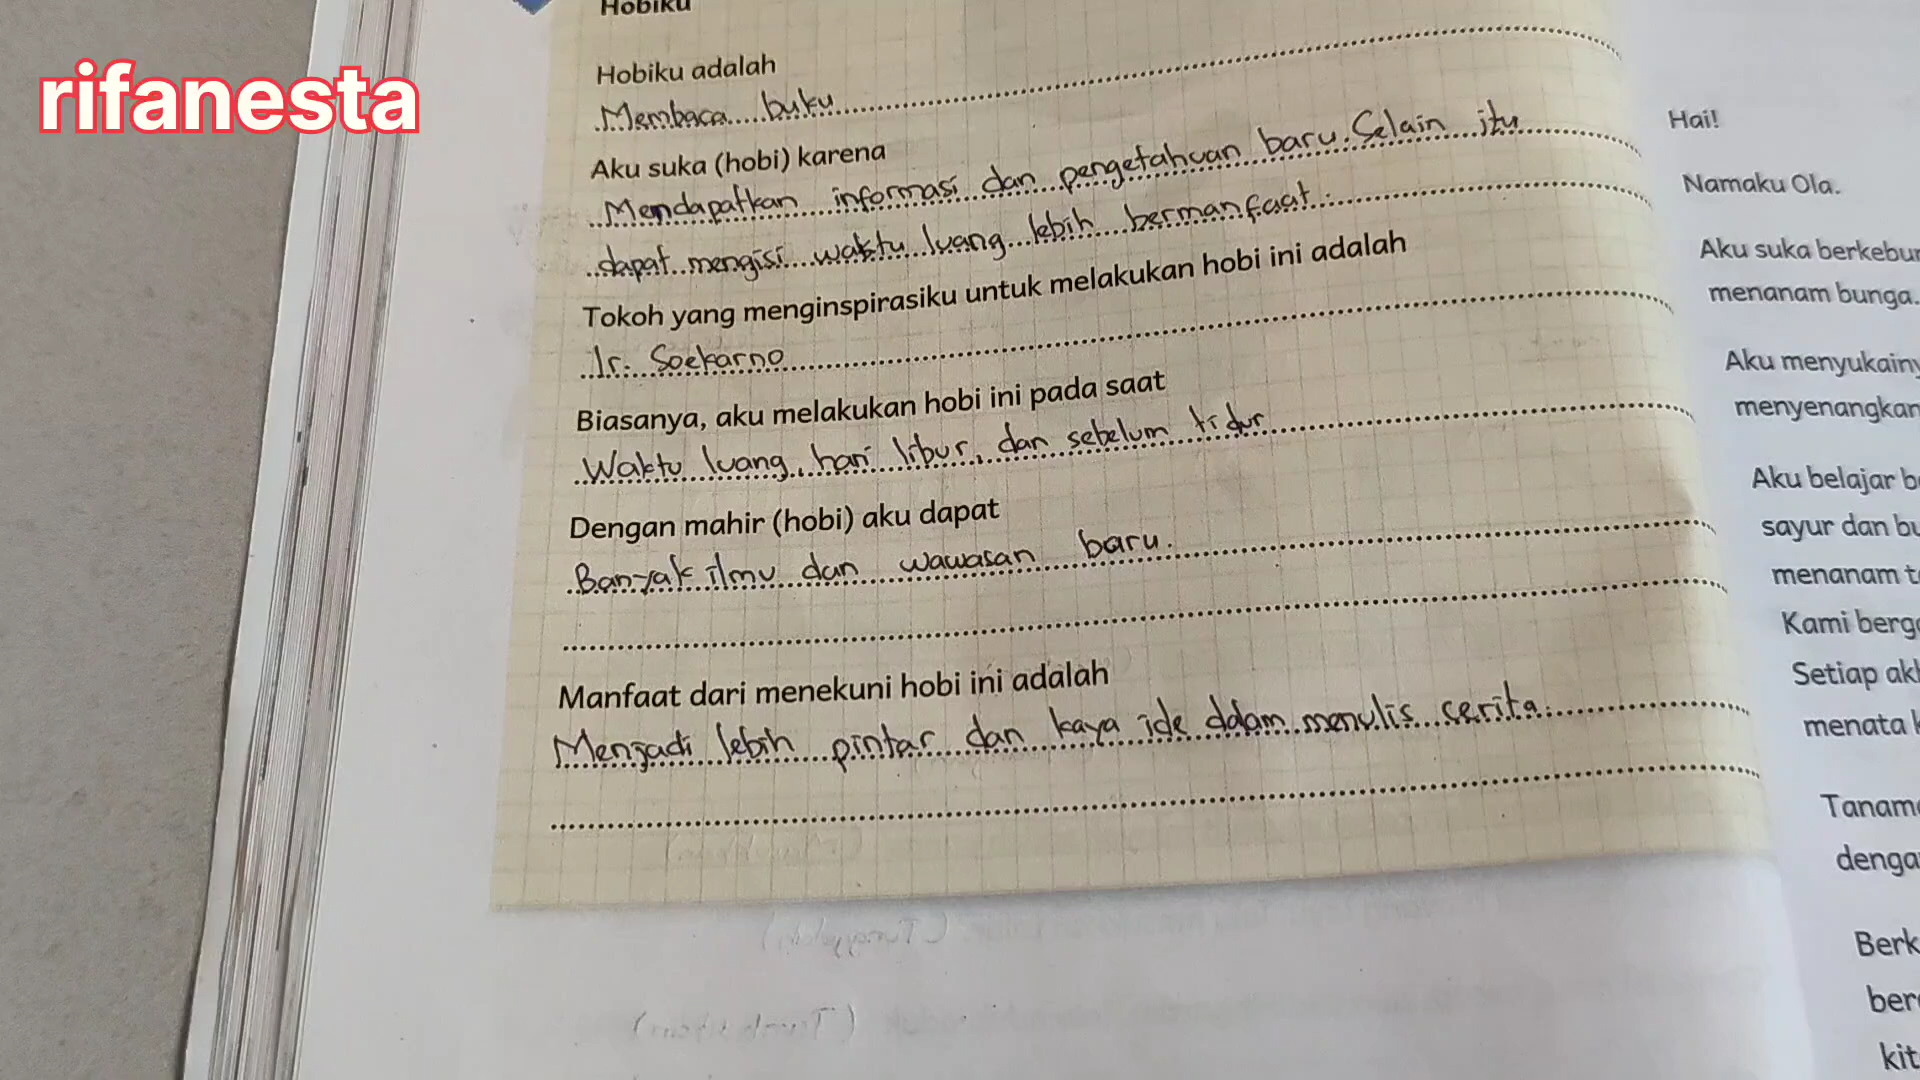 rifanesta
Hobiku
Hobiku adalah
Membaca buku
Aku suka (hobi) karena
Mendapatkan informasi dan pengetahuan baru. Selain itu
dapat mengisi waktu luang lebih bermanfaat.
Tokoh yang menginspirasiku untuk melakukan hobi ini adalah
Ir. Soekarno
Biasanya, aku melakukan hobi ini pada saat
Waktu luang, hari libur, dan sebelum tidur
Dengan mahir (hobi) aku dapat
Banyak ilmu dan wawasan baru.
Manfaat dari menekuni hobi ini adalah
Menjadi lebih pintar dan kaya ide dalam menulis cerita.
Hai!
Namaku Ola.
Aku suka berkebun
menanam bunga.
Aku menyukainy
menyenangkan
Aku belajar be
sayur dan bu
menanam to
Kami bergo
Setiap akh
menata k
Tanama
denga
Berk
ber
kit